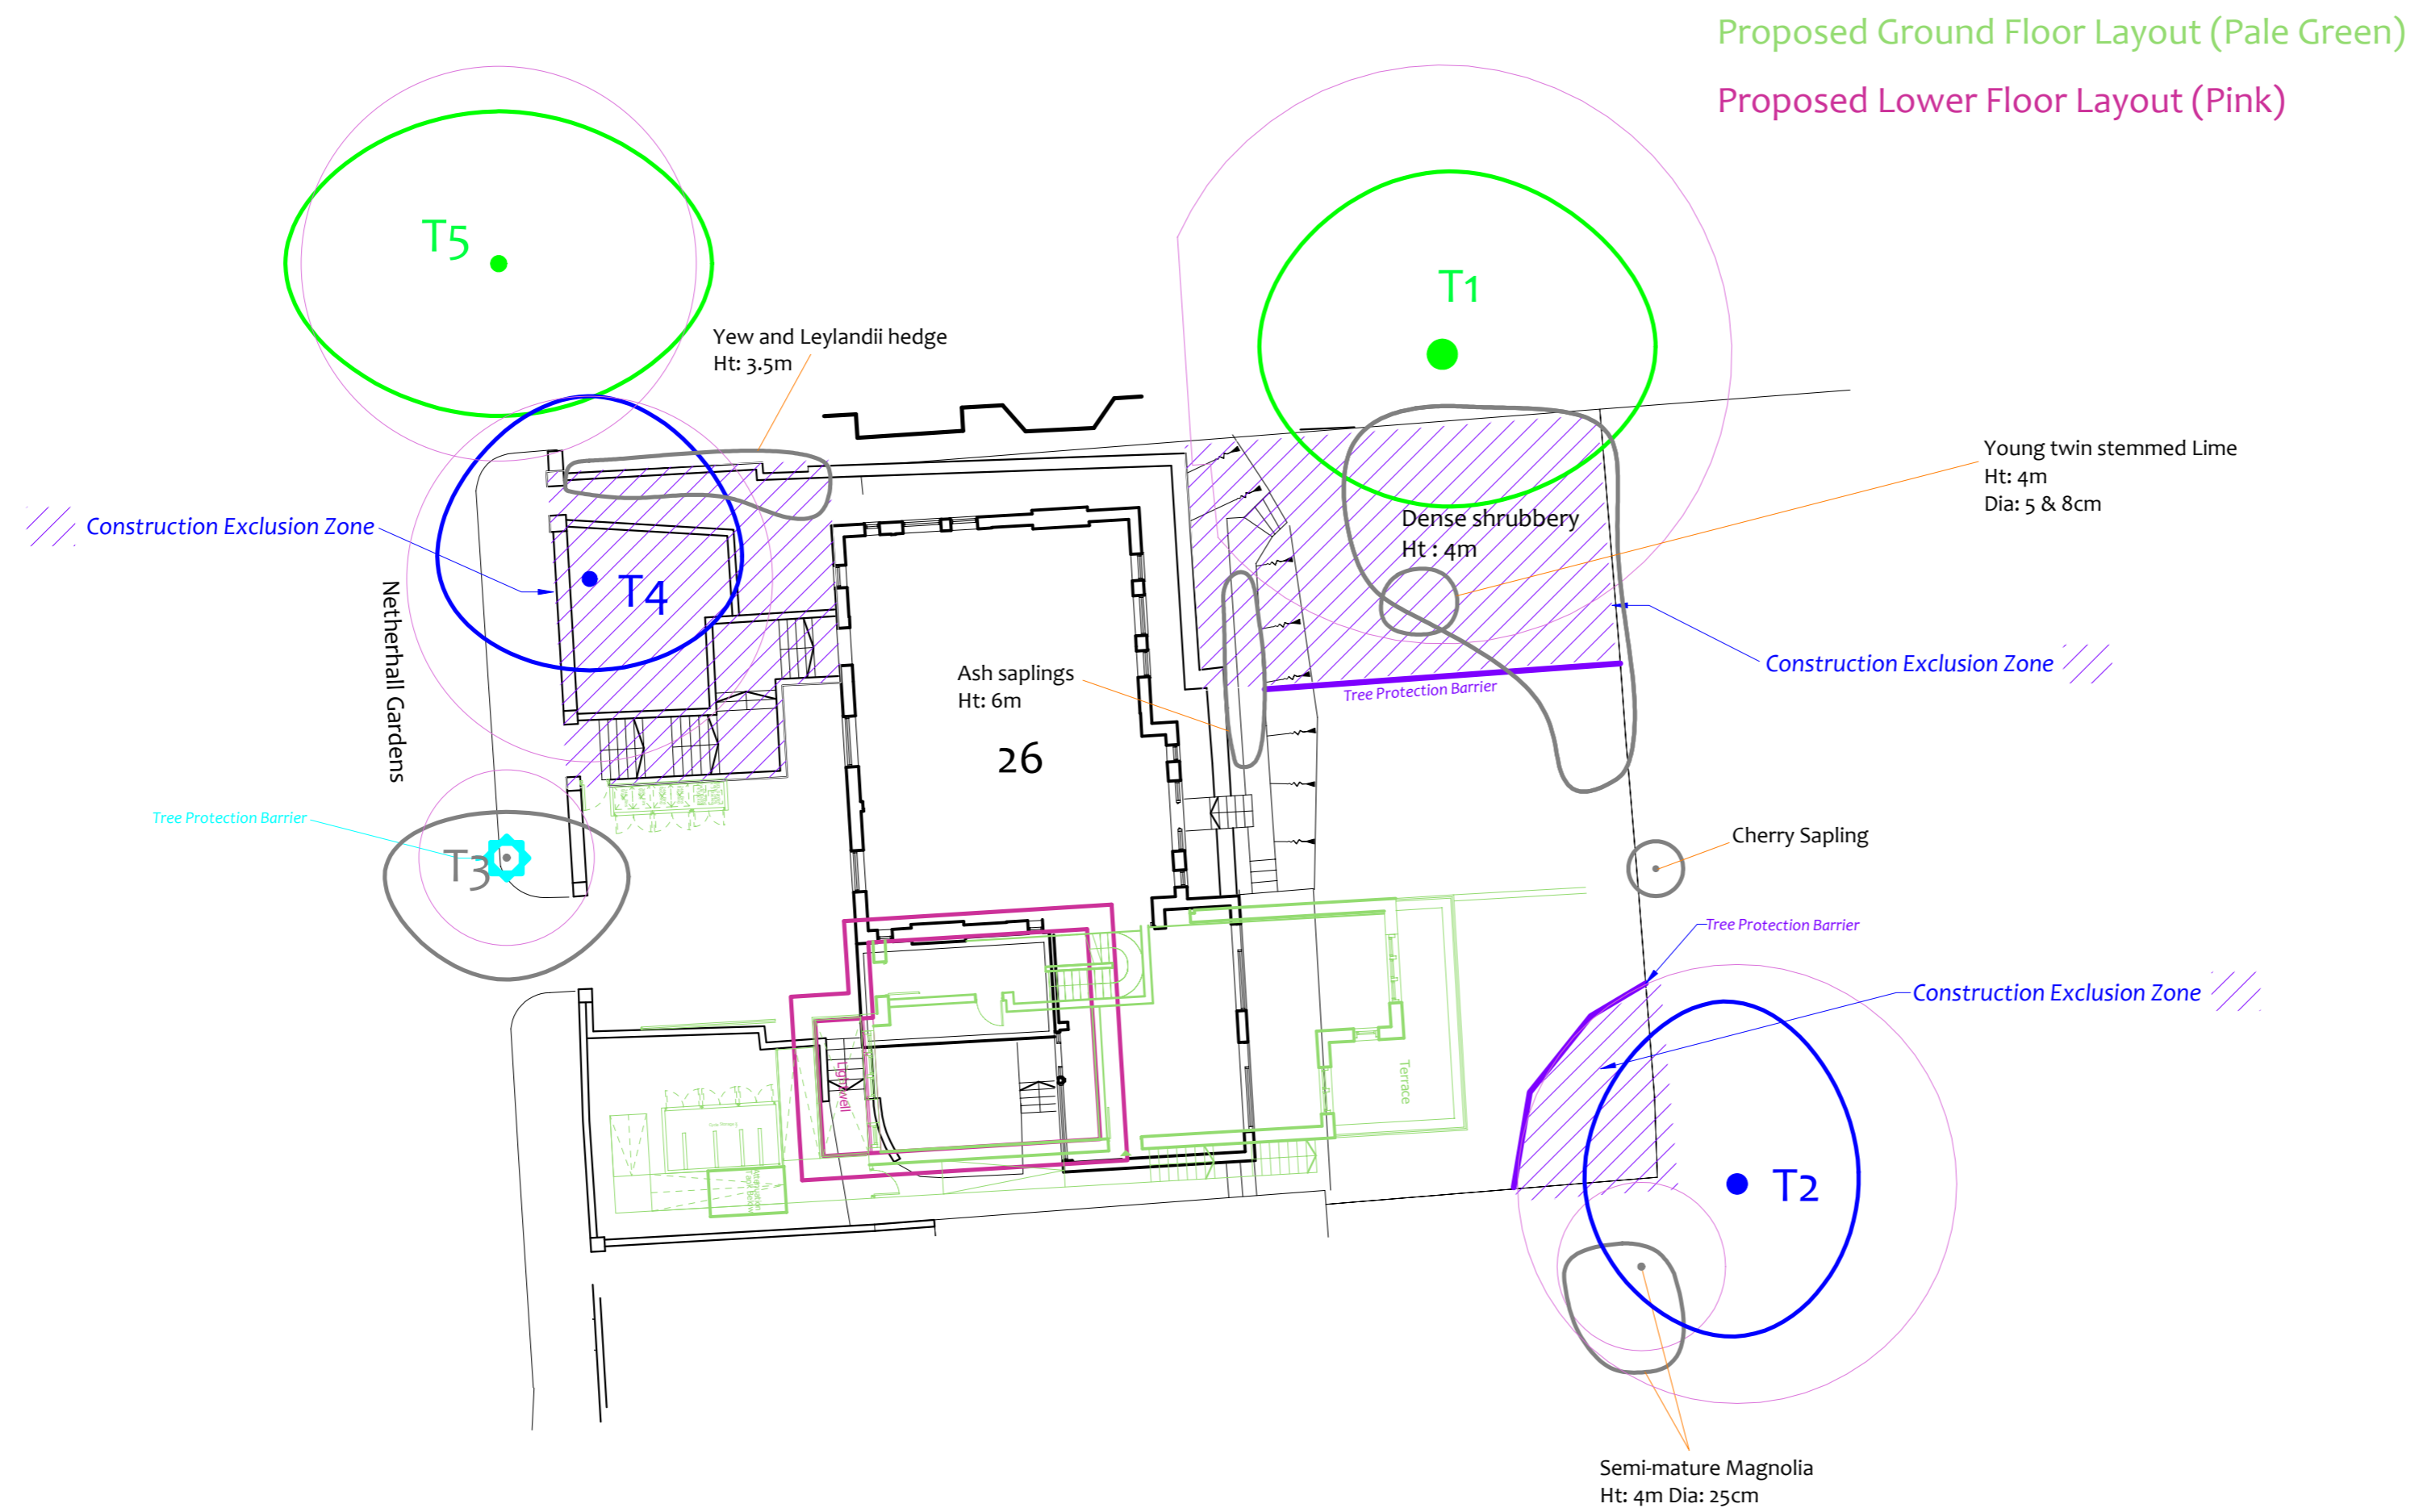 Proposed Ground Floor Layout (Pale Green)
Proposed Lower Floor Layout (Pink)
T5
T1
Yew and Leylandii hedge
Ht: 3.5m
Young twin stemmed Lime
Ht: 4m
Dia: 5 & 8cm
Construction Exclusion Zone
Dense shrubbery
Ht : 4m
T4
Netherhall Gardens
Construction Exclusion Zone
Ash saplings
Ht: 6m
Tree Protection Barrier
26
Tree Protection Barrier
T3
Cherry Sapling
Tree Protection Barrier
Construction Exclusion Zone
Lightwell
Terrace
T2
Semi-mature Magnolia
Ht: 4m Dia: 25cm